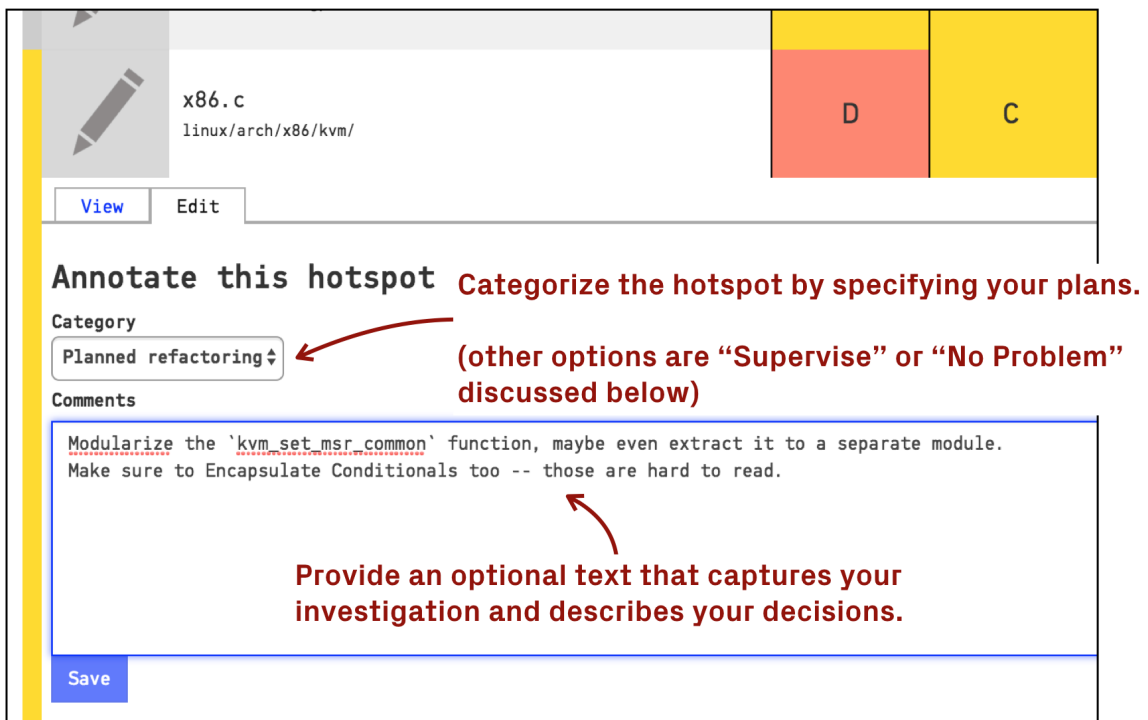 x86.c
linux/arch/x86/kvm/
D
C
View
Edit
Annotate this hotspot
Categorize the hotspot by specifying your plans.
Category
Planned refactoring
(other options are “Supervise” or “No Problem”
discussed below)
Comments
Modularize the `kvm_set_msr_common` function, maybe even extract it to a separate module.
Make sure to Encapsulate Conditionals too -- those are hard to read.
Provide an optional text that captures your
investigation and describes your decisions.
Save